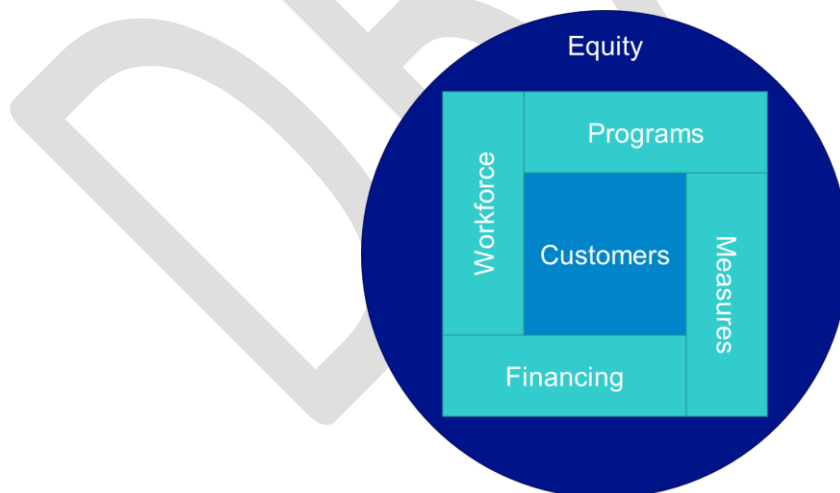 Equity
Programs
Workforce
Customers
Measures
Financing